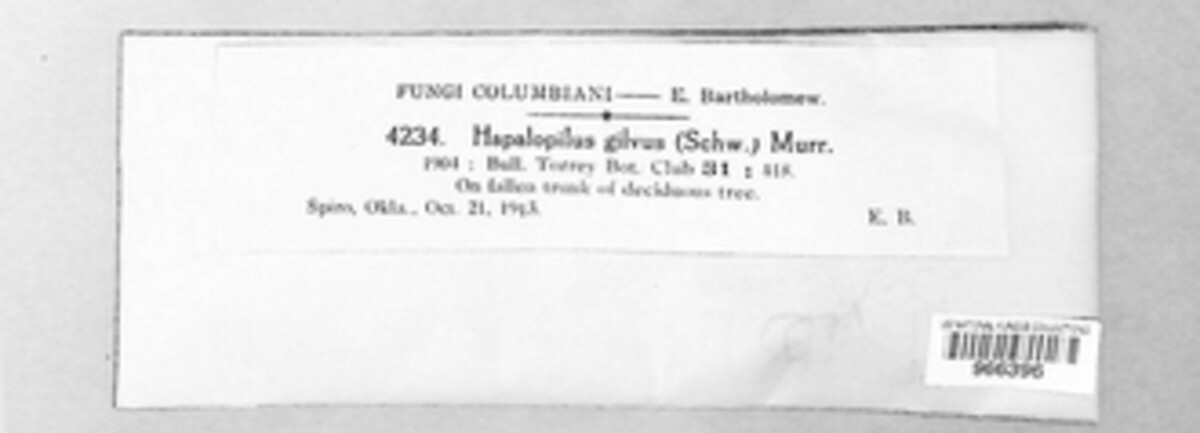 FUNGI COLUMBIANI — E. Bartholomew.
4234. Hapalopilus gilvus (Schw.) Murr.
1904 : Bull. Torrey Bot. Club 31 : 418.
On fallen trunk of deciduous tree.
Spiro, Okla., Oct. 21, 1913.
E. B.
966396